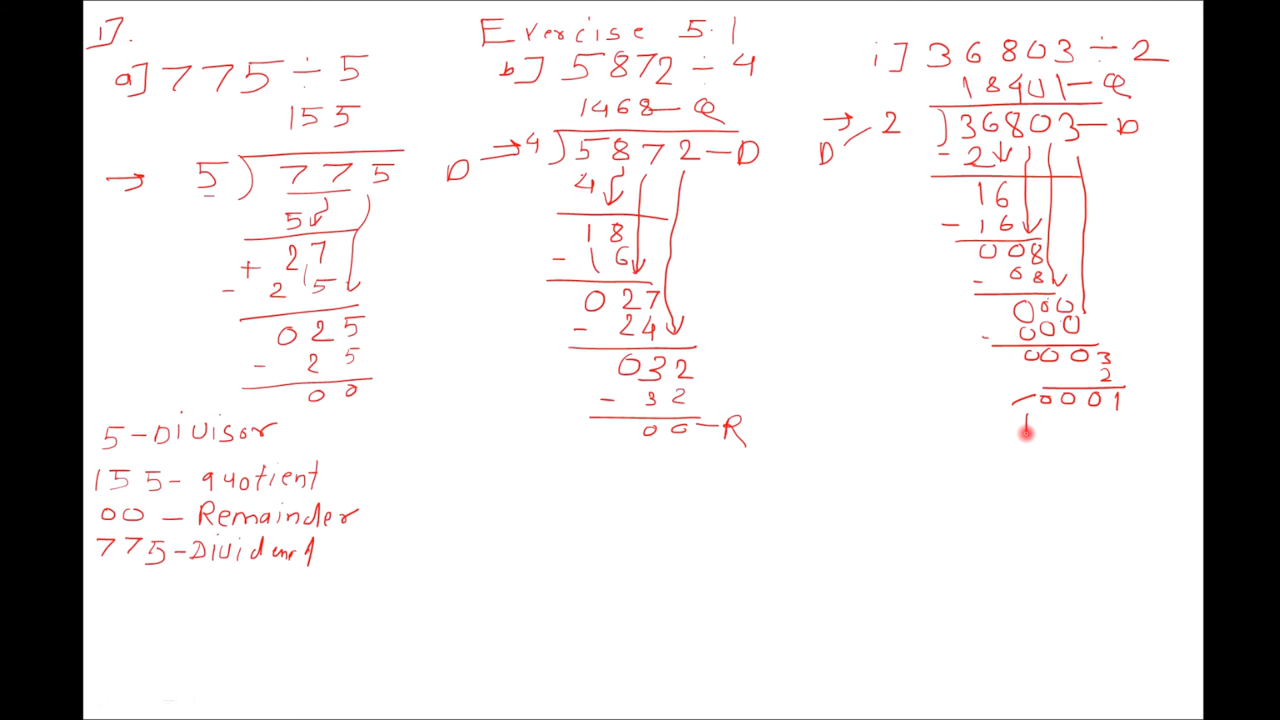 1].
Exercise 5.1
a] 775 ÷ 5
155
→ 5 ) 775
5
+ 27
- 25
025
- 25
00
5 - Divisor
155 - quotient
00 - Remainder
775 - Dividend
b] 5872 ÷ 4
1468 - Q
D - → 4 ) 5872 - D
4
18
- 16
027
- 24
032
- 32
00 - R
i] 36803 ÷ 2
18401 - Q
→ D - 2 ) 36803 - D
- 2
16
- 16
008
- 08
000
- 000
0003
2
0001